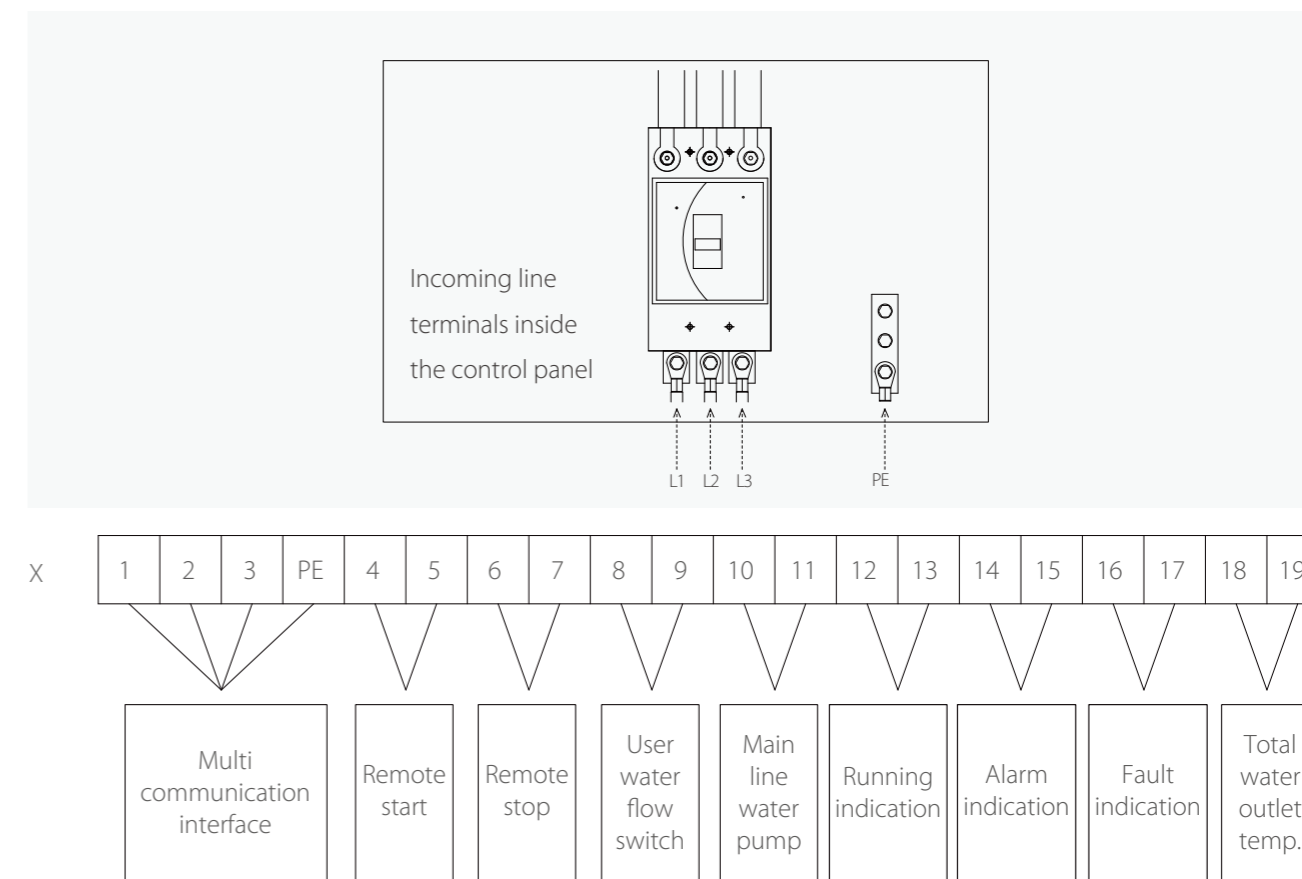 Incoming line
terminals inside
the control panel
L1 L2 L3 PE
X 1 2 3 PE 4 5 6 7 8 9 10 11 12 13 14 15 16 17 18 19
Multi
communication
interface
Remote
start
Remote
stop
User
water
flow
switch
Main
line
water
pump
Running
indication
Alarm
indication
Fault
indication
Total
water
outlet
temp.